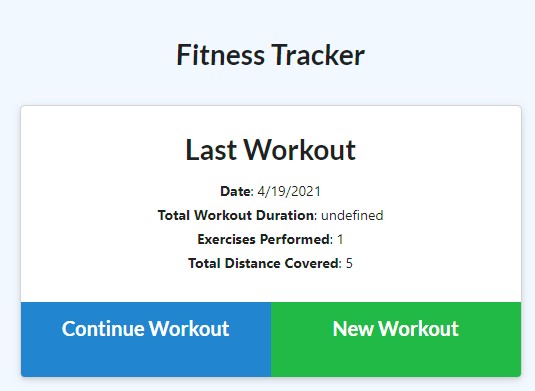 Fitness Tracker
Last Workout
Date: 4/19/2021
Total Workout Duration: undefined
Exercises Performed: 1
Total Distance Covered: 5
Continue Workout
New Workout